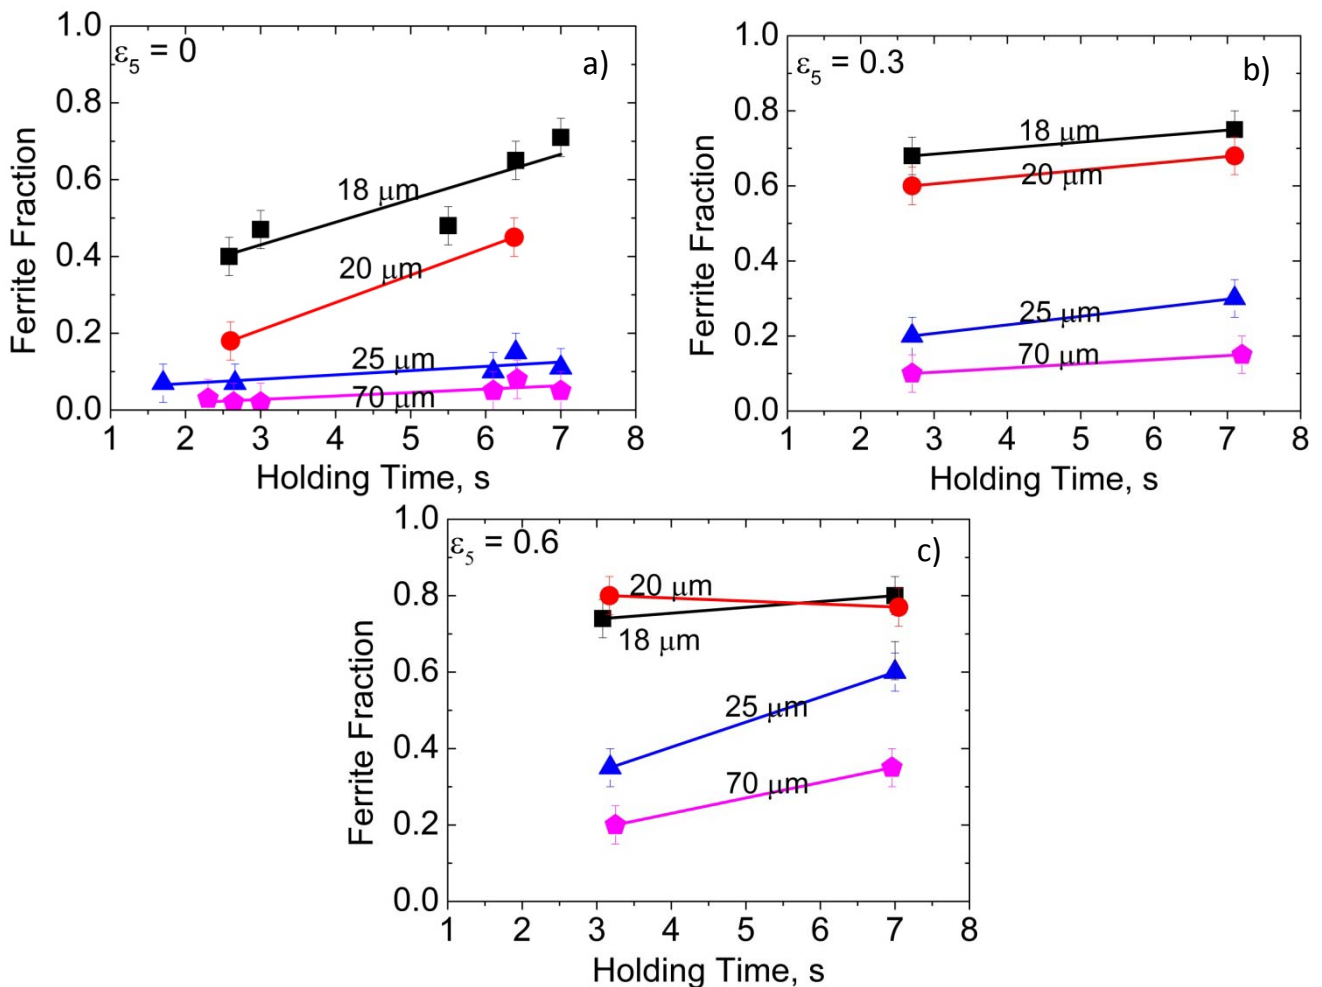 ε5 = 0
a)
1.0
0.8
0.6
0.4
0.2
0.0
Ferrite Fraction
18 μm
20 μm
25 μm
70 μm
1 2 3 4 5 6 7 8
Holding Time, s
ε5 = 0.3
b)
1.0
0.8
0.6
0.4
0.2
0.0
Ferrite Fraction
18 μm
20 μm
25 μm
70 μm
1 2 3 4 5 6 7 8
Holding Time, s
ε5 = 0.6
c)
1.0
0.8
0.6
0.4
0.2
0.0
Ferrite Fraction
20 μm
18 μm
25 μm
70 μm
1 2 3 4 5 6 7 8
Holding Time, s